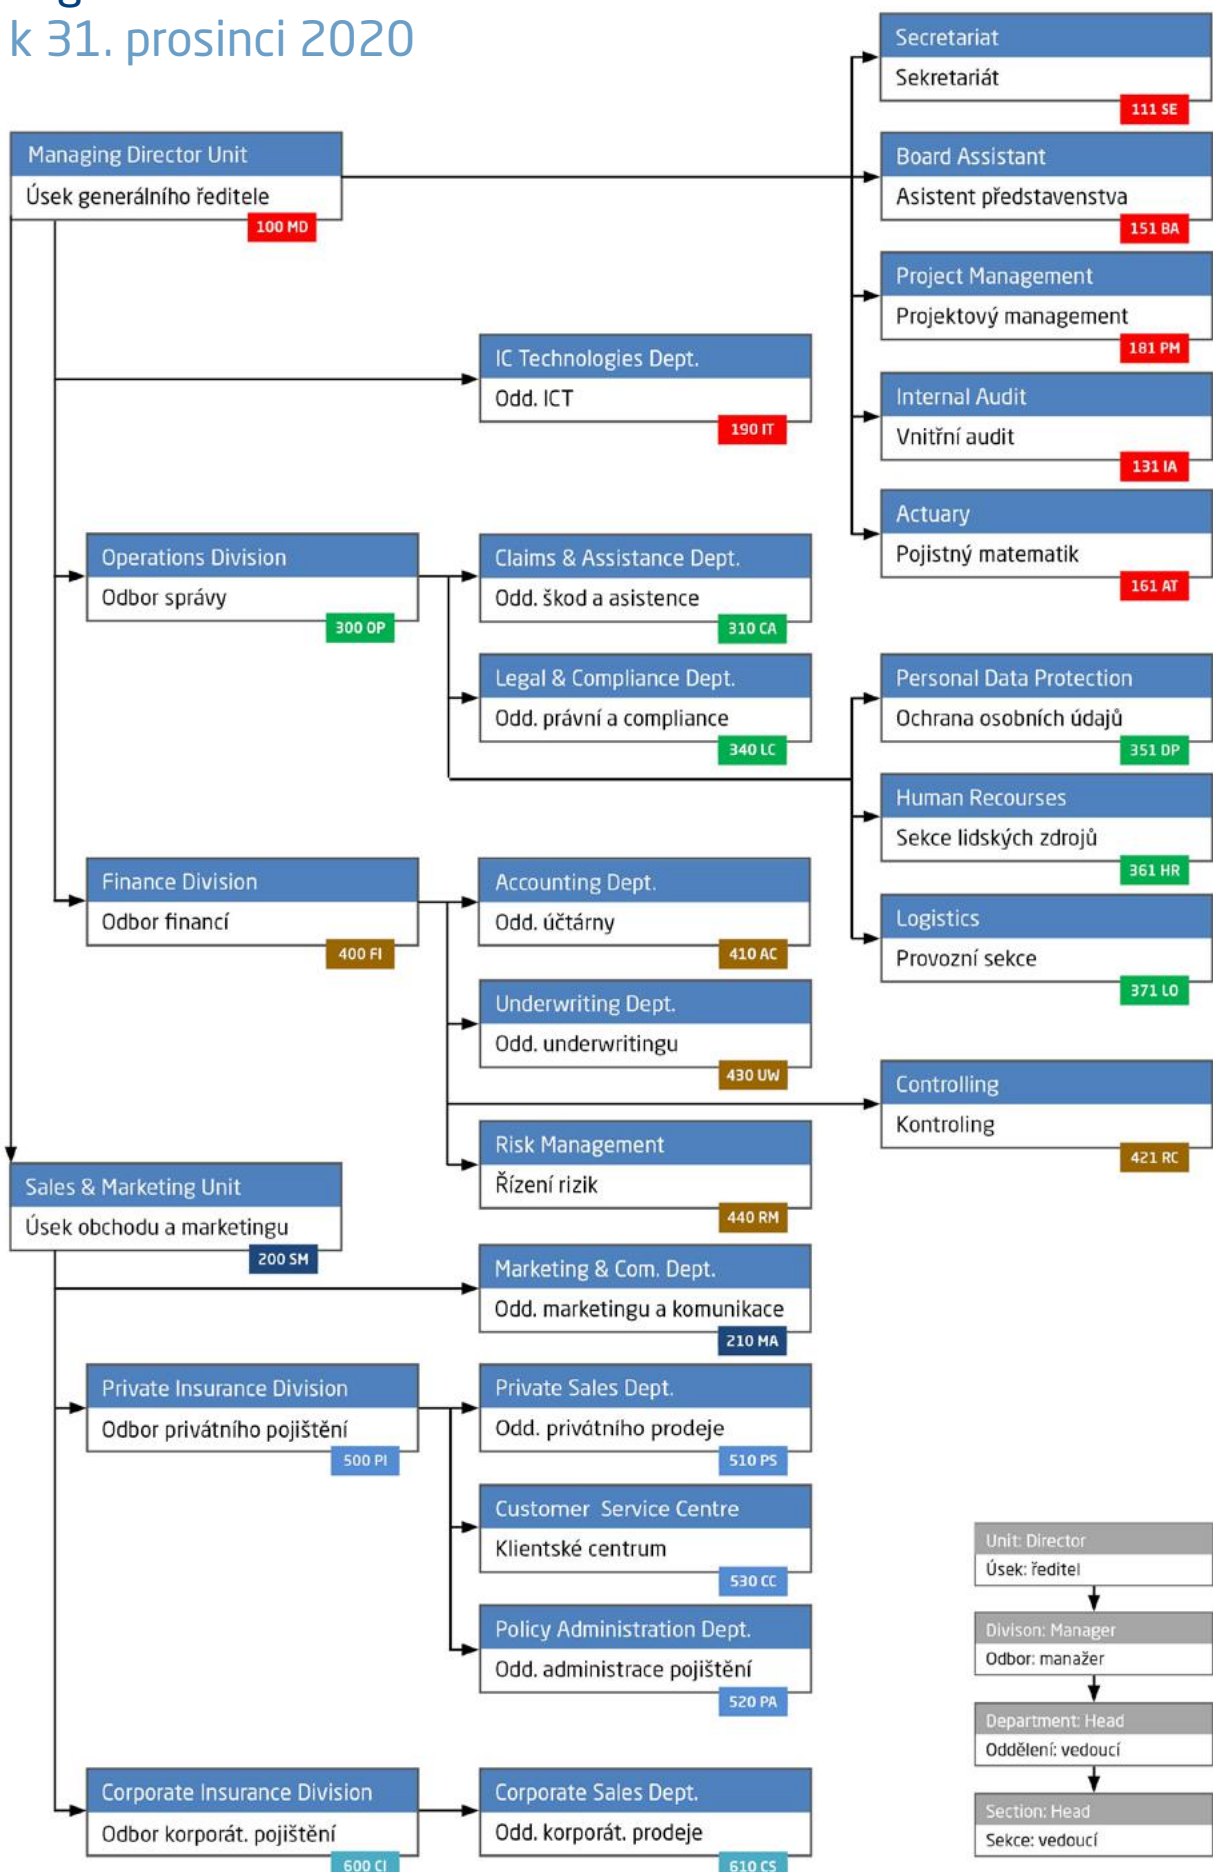 k 31. prosinci 2020
Secretariat
Sekretariát
111 SE
Managing Director Unit
Úsek generálního ředitele
100 MD
Board Assistant
Asistent představenstva
151 BA
Project Management
Projektový management
181 PM
IC Technologies Dept.
Odd. ICT
190 IT
Internal Audit
Vnitřní audit
131 IA
Actuary
Pojistný matematik
161 AT
Operations Division
Odbor správy
300 OP
Claims & Assistance Dept.
Odd. škod a asistence
310 CA
Legal & Compliance Dept.
Odd. právní a compliance
340 LC
Personal Data Protection
Ochrana osobních údajů
351 DP
Human Recourses
Sekce lidských zdrojů
361 HR
Logistics
Provozní sekce
371 LO
Finance Division
Odbor financí
400 FI
Accounting Dept.
Odd. účtárny
410 AC
Underwriting Dept.
Odd. underwritingu
430 UW
Controlling
Kontroling
421 RC
Risk Management
Řízení rizik
440 RM
Sales & Marketing Unit
Úsek obchodu a marketingu
200 SM
Marketing & Com. Dept.
Odd. marketingu a komunikace
210 MA
Private Insurance Division
Odbor privátního pojištění
500 PI
Private Sales Dept.
Odd. privátního prodeje
510 PS
Customer Service Centre
Klientské centrum
530 CC
Policy Administration Dept.
Odd. administrace pojištění
520 PA
Corporate Insurance Division
Odbor korporát. pojištění
600 CI
Corporate Sales Dept.
Odd. korporát. prodeje
610 CS
Unit: Director
Úsek: ředitel
Divison: Manager
Odbor: manažer
Department: Head
Oddělení: vedoucí
Section: Head
Sekce: vedoucí